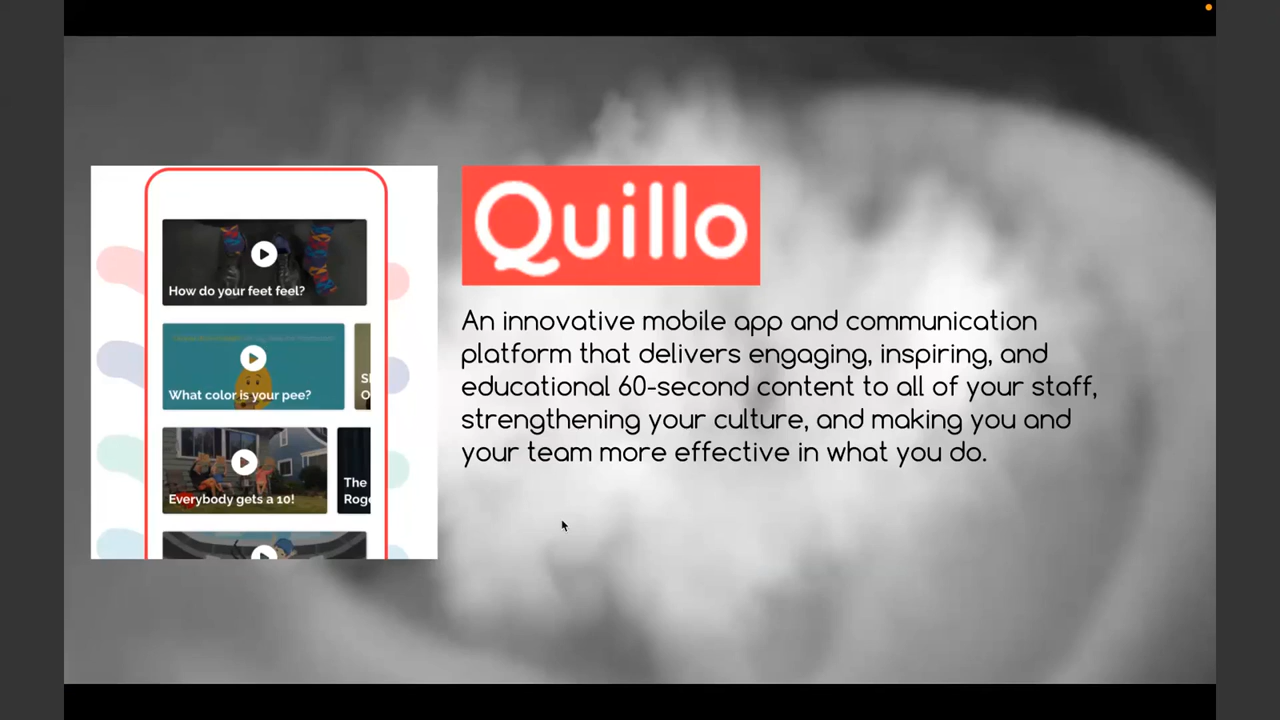 Quillo
An innovative mobile app and communication
platform that delivers engaging, inspiring, and
educational 60-second content to all of your staff,
strengthening your culture, and making you and
your team more effective in what you do.
How do your feet feel?
What color is your pee?
Everybody gets a 10!
The